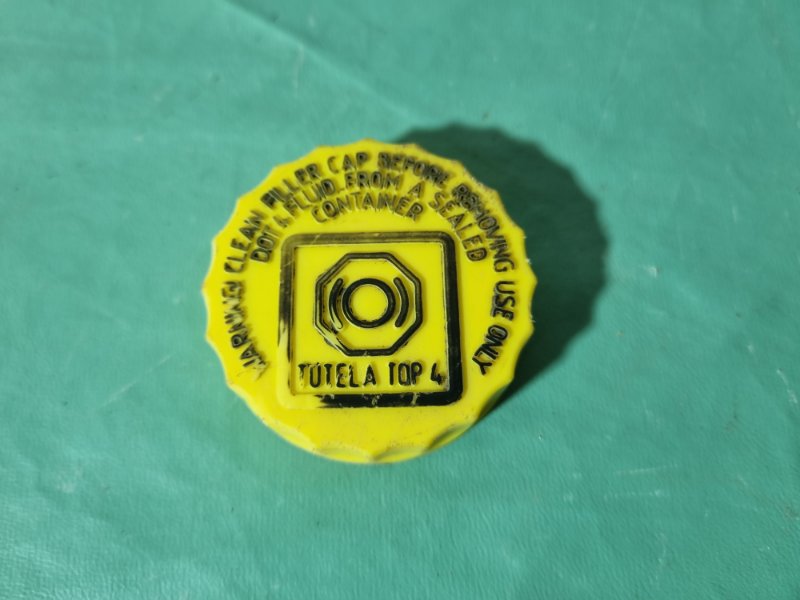 WARNING! CLEAN FILLER CAP BEFORE REMOVING USE ONLY
DOT 4 FLUID FROM A SEALED
CONTAINER
TUTELA TOP 4